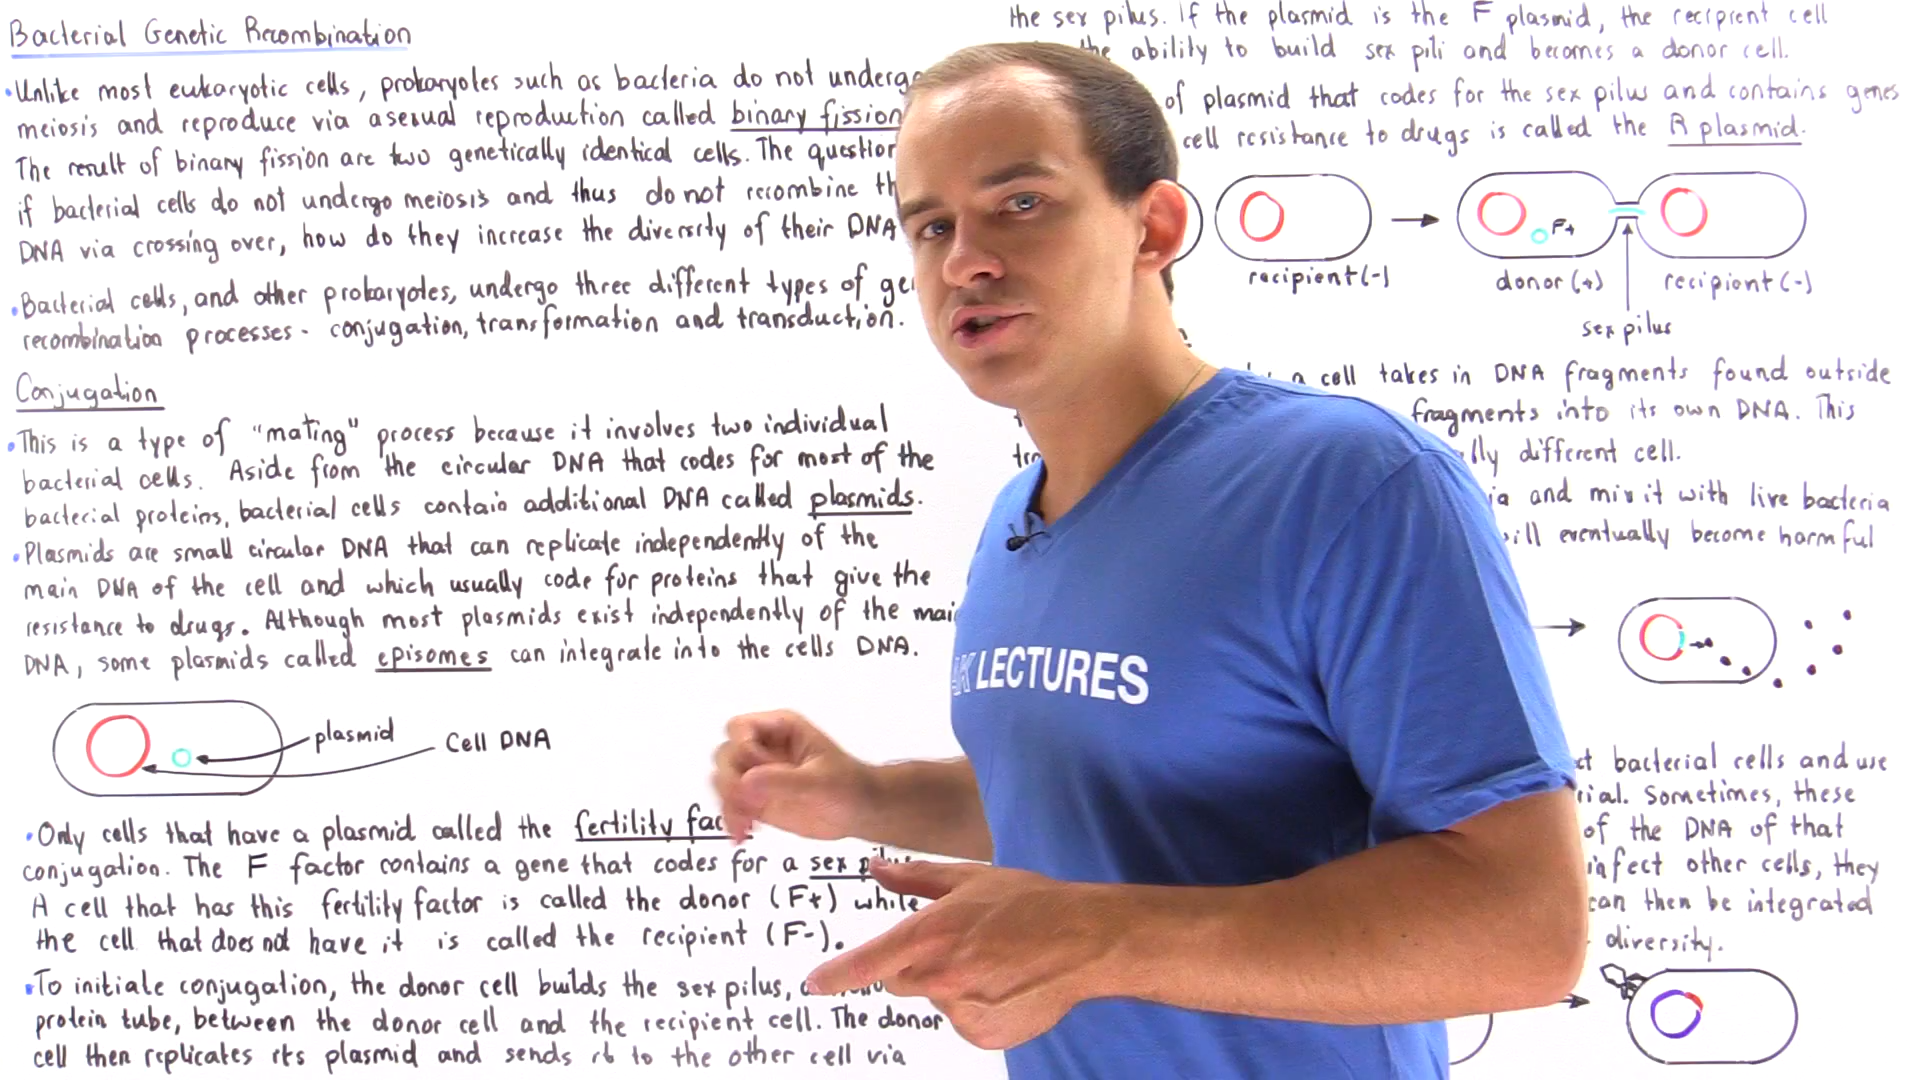 Bacterial Genetic Recombination
•Unlike most eukaryotic cells, prokaryotes such as bacteria do not undergo
meiosis and reproduce via asexual reproduction called binary fission
The result of binary fission are two genetically identical cells. The question
if bacterial cells do not undergo meiosis and thus do not recombine th
DNA via crossing over, how do they increase the diversity of their DNA
•Bacterial cells, and other prokaryotes, undergo three different types of ge
recombination processes - conjugation, transformation and transduction.
Conjugation
•This is a type of "mating" process because it involves two individual
bacterial cells. Aside from the circular DNA that codes for most of the
bacterial proteins, bacterial cells contain additional DNA called plasmids.
•Plasmids are small circular DNA that can replicate independently of the
main DNA of the cell and which usually code for proteins that give the
resistance to drugs. Although most plasmids exist independently of the mai
DNA, some plasmids called episomes can integrate into the cells DNA.
plasmid
Cell DNA
•Only cells that have a plasmid called the fertility fac
conjugation. The F factor contains a gene that codes for a sex pilus
A cell that has this fertility factor is called the donor (F+) while
the cell that does not have it is called the recipient (F-).
•To initiate conjugation, the donor cell builds the sex pilus,
protein tube, between the donor cell and the recipient cell. The donor
cell then replicates its plasmid and sends it to the other cell via
the sex pilus. If the plasmid is the F plasmid, the recipient cell
the ability to build sex pili and becomes a donor cell.
of plasmid that codes for the sex pilus and contains genes
cell resistance to drugs is called the R plasmid.
recipient (-)
F+
donor (+)
recipient (-)
sex pilus
a cell takes in DNA fragments found outside
fragments into its own DNA. This
lly different cell.
ia and mix it with live bacteria
will eventually become harmful
ct bacterial cells and use
rial. Sometimes, these
of the DNA of that
infect other cells, they
can then be integrated
diversity.
AK LECTURES